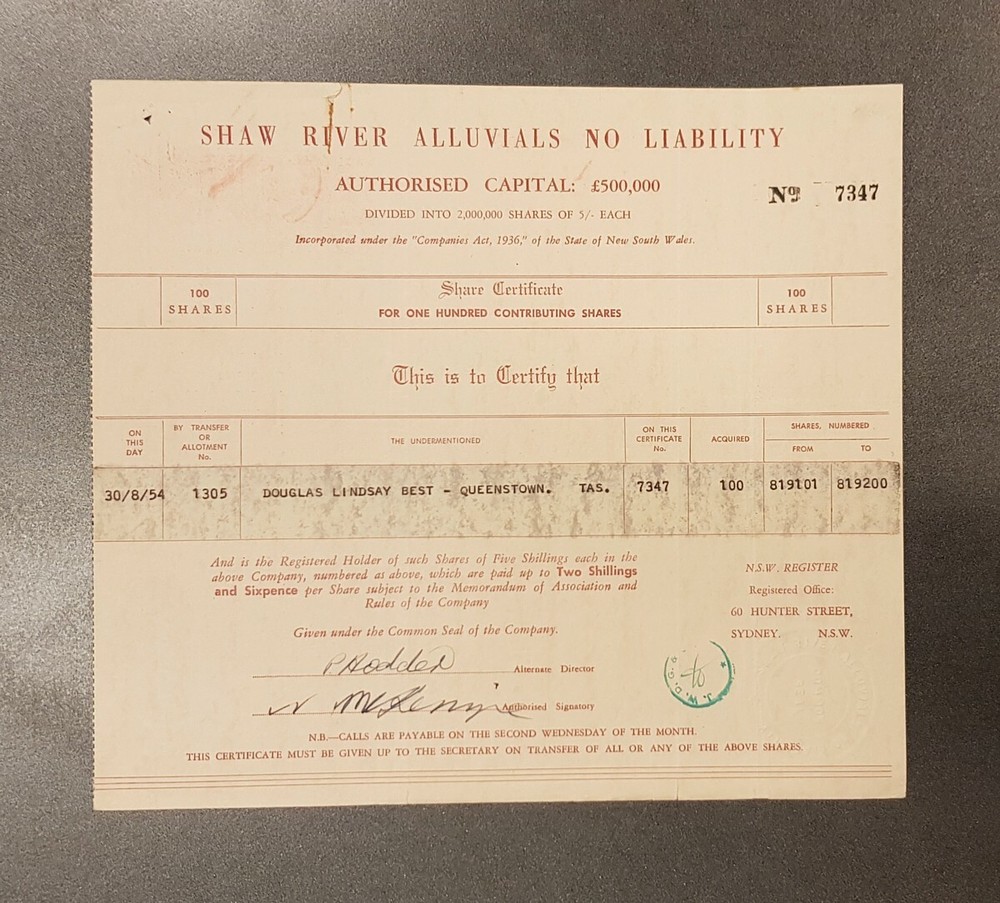 SHAW RIVER ALLUVIALS NO LIABILITY
AUTHORISED CAPITAL: £500,000
Nº 7347
DIVIDED INTO 2,000,000 SHARES OF 5/- EACH
Incorporated under the "Companies Act, 1936," of the State of New South Wales.
100 SHARES
Share Certificate
FOR ONE HUNDRED CONTRIBUTING SHARES
100 SHARES
This is to Certify that
ON THIS DAY
BY TRANSFER OR ALLOTMENT No.
THE UNDERMENTIONED
ON THIS CERTIFICATE No.
ACQUIRED
SHARES, NUMBERED
FROM TO
30/8/54 1305 DOUGLAS LINDSAY BEST - QUEENSTOWN. TAS. 7347 100 819101 819200
And is the Registered Holder of such Shares of Five Shillings each in the
above Company, numbered as above, which are paid up to Two Shillings
and Sixpence per Share subject to the Memorandum of Association and
Rules of the Company
Given under the Common Seal of the Company.
N.S.W. REGISTER
Registered Office:
60 HUNTER STREET,
SYDNEY. N.S.W.
Alternate Director
Authorised Signatory
J. W. D. G.
N.B.—CALLS ARE PAYABLE ON THE SECOND WEDNESDAY OF THE MONTH.
THIS CERTIFICATE MUST BE GIVEN UP TO THE SECRETARY ON TRANSFER OF ALL OR ANY OF THE ABOVE SHARES.